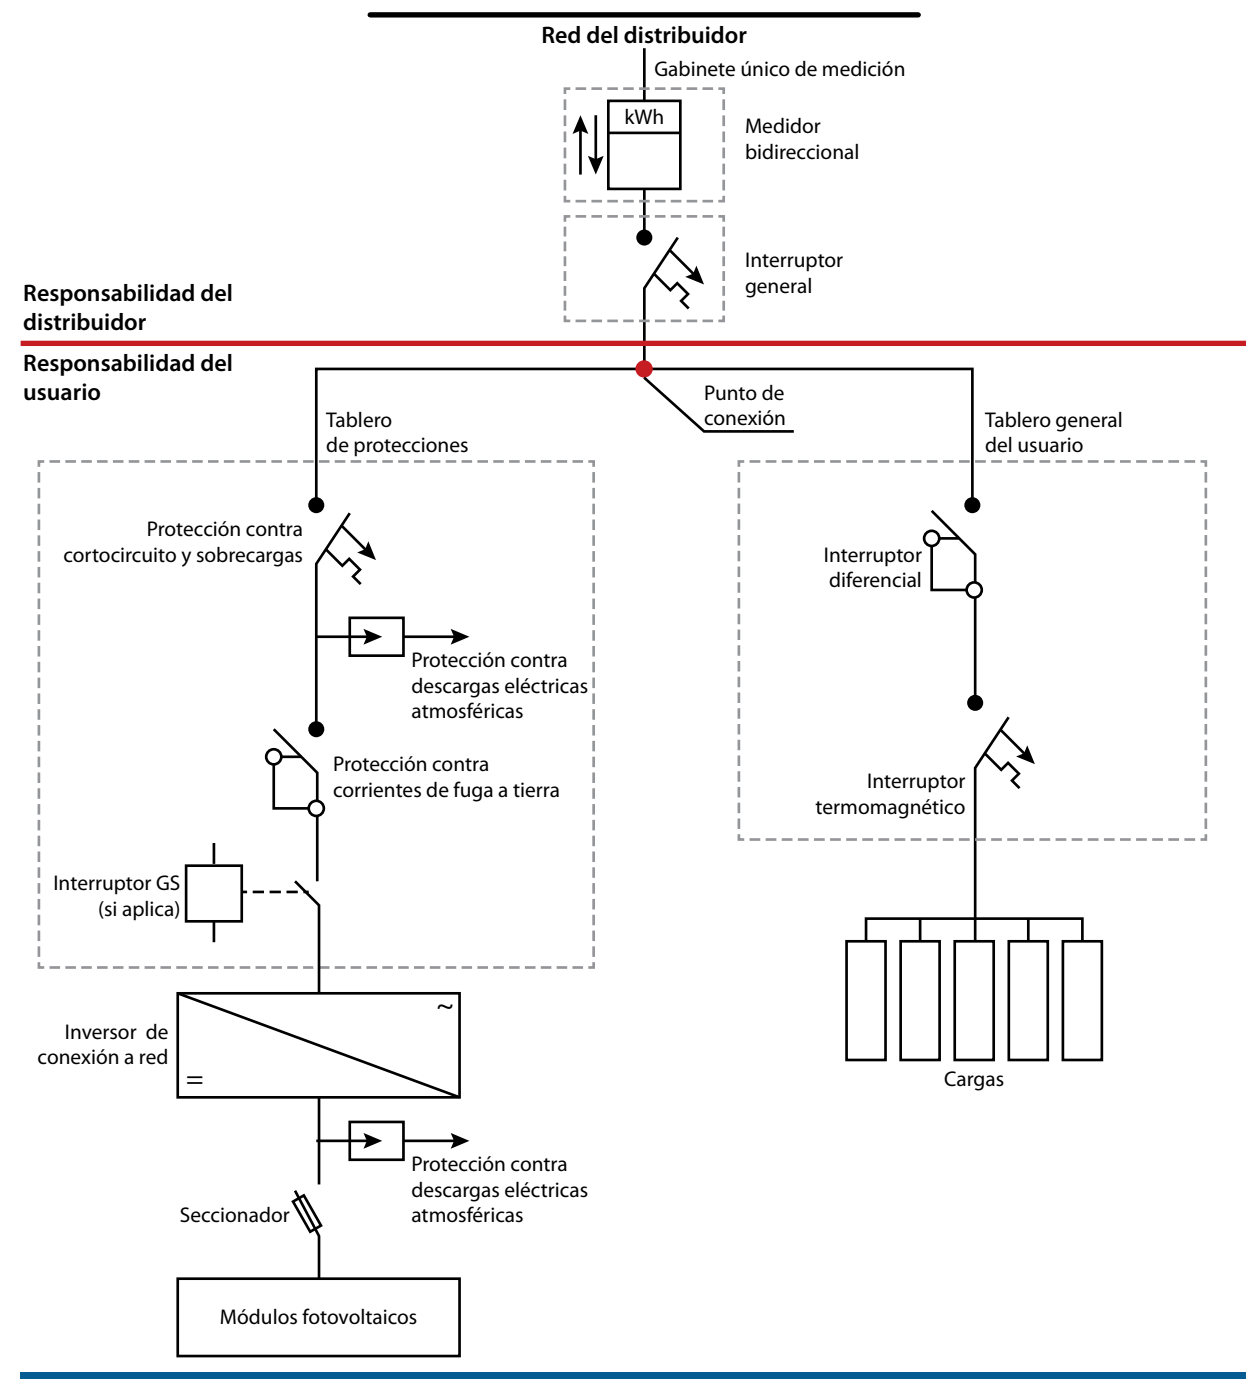 Red del distribuidor
Gabinete único de medición
kWh
Medidor
bidireccional
Interruptor
general
Responsabilidad del
distribuidor
Responsabilidad del
usuario
Punto de
conexión
Tablero
de protecciones
Tablero general
del usuario
Protección contra
cortocircuito y sobrecargas
Interruptor
diferencial
Protección contra
descargas eléctricas
atmosféricas
Protección contra
corrientes de fuga a tierra
Interruptor
termomagnético
Interruptor GS
(si aplica)
~
Inversor de
conexión a red
=
Cargas
Protección contra
descargas eléctricas
atmosféricas
Seccionador
Módulos fotovoltaicos